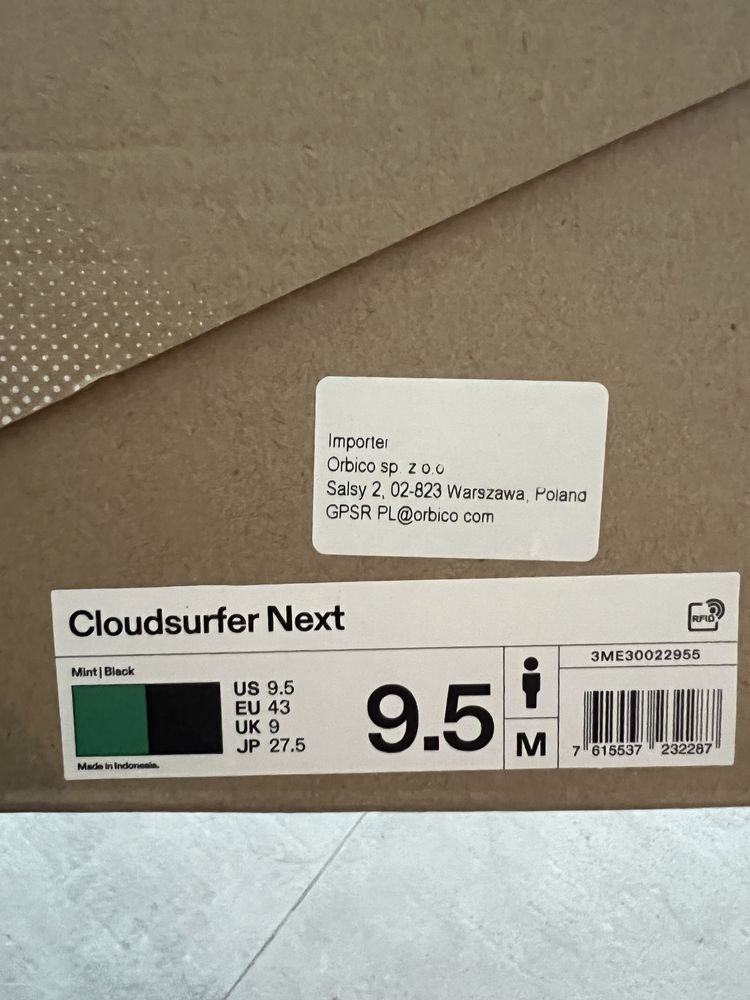 Importer
Orbico sp. z o.o
Salsy 2, 02-823 Warszawa, Poland
GPSR PL@orbico com
Cloudsurfer Next
RFID
Mint | Black
US 9.5
EU 43
UK 9
JP 27.5
Made in Indonesia.
9.5
M
3ME30022955
7 615537 232287